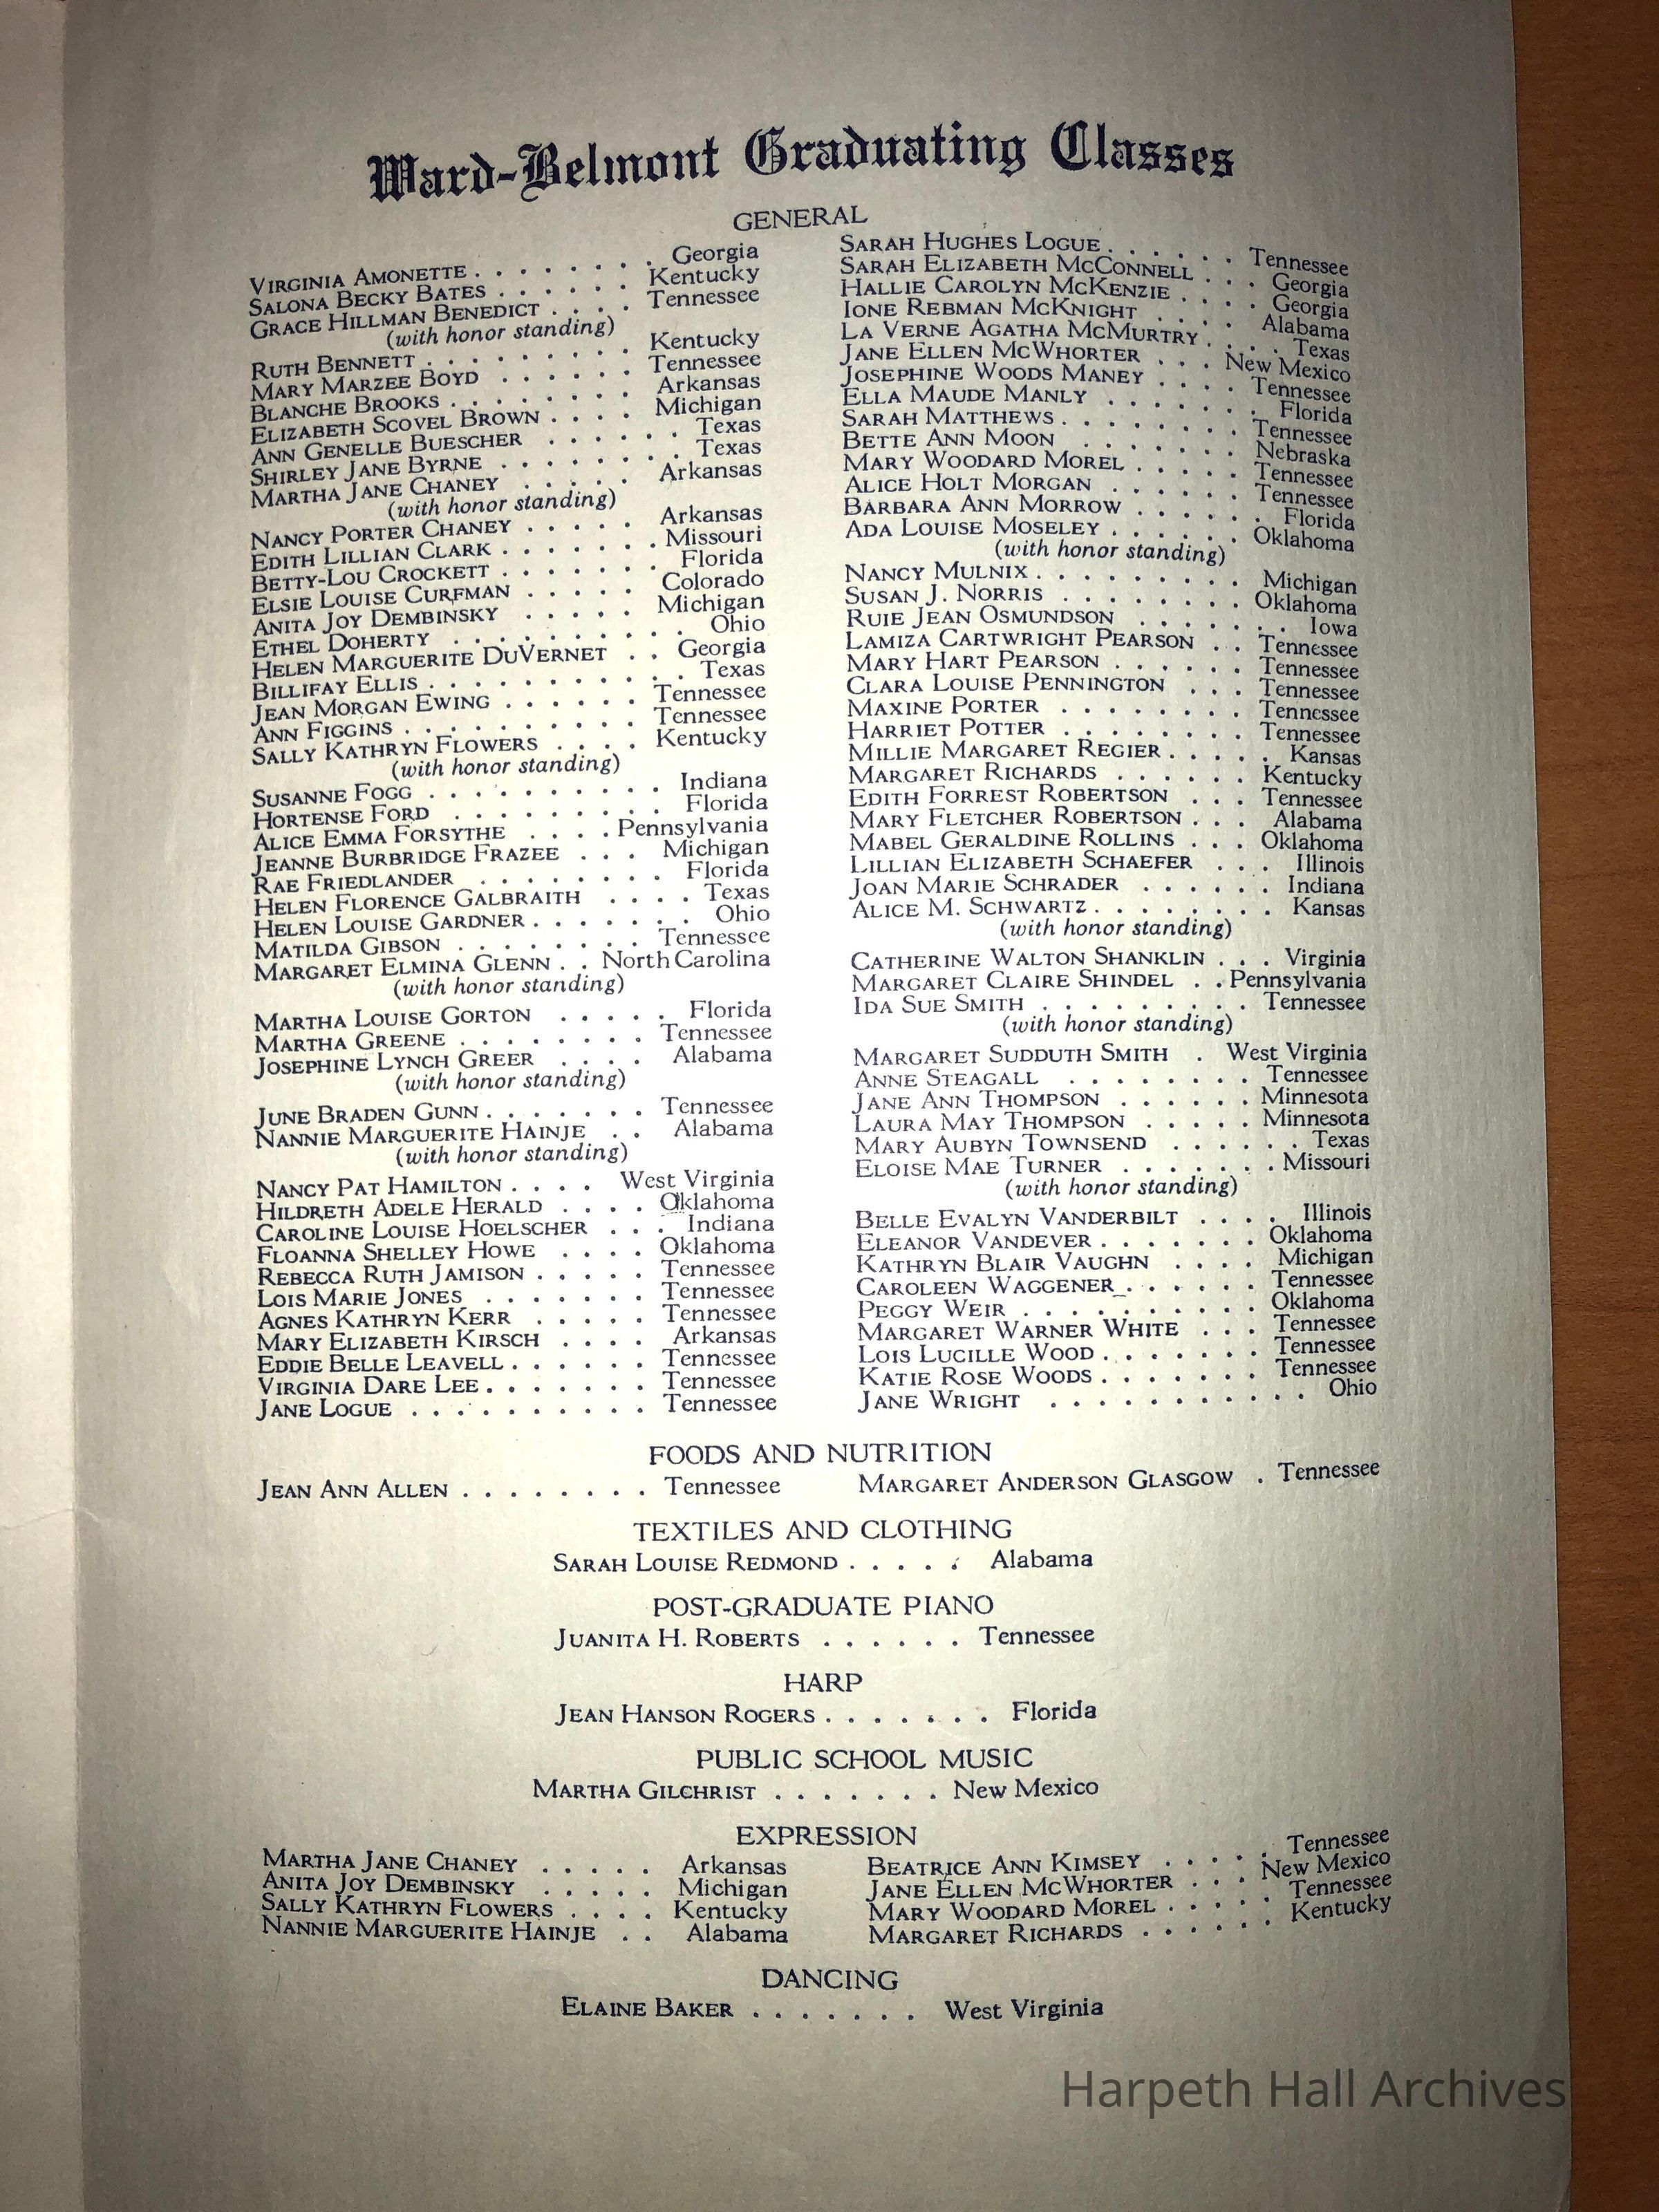 Ward-Belmont Graduating Classes
GENERAL
VIRGINIA AMONETTE . . . . . . . . Georgia
SALONA BECKY BATES . . . . . . Kentucky
GRACE HILLMAN BENEDICT . . . . Tennessee
(with honor standing)
RUTH BENNETT . . . . . . . . . Kentucky
MARY MARZEE BOYD . . . . . . Tennessee
BLANCHE BROOKS . . . . . . . . Arkansas
ELIZABETH SCOVEL BROWN . . . . Michigan
ANN GENELLE BUESCHER . . . . . . Texas
SHIRLEY JANE BYRNE . . . . . . . . Texas
MARTHA JANE CHANEY . . . . . Arkansas
(with honor standing)
NANCY PORTER CHANEY . . . . . Arkansas
EDITH LILLIAN CLARK . . . . . . . Missouri
BETTY-LOU CROCKETT . . . . . . . Florida
ELSIE LOUISE CURFMAN . . . . . Colorado
ANITA JOY DEMBINSKY . . . . . Michigan
ETHEL DOHERTY . . . . . . . . . . Ohio
HELEN MARGUERITE DUVERNET . . Georgia
BILLIFAY ELLIS . . . . . . . . . . . Texas
JEAN MORGAN EWING . . . . . . Tennessee
ANN FIGGINS . . . . . . . . . Tennessee
SALLY KATHRYN FLOWERS . . . . Kentucky
(with honor standing)
SUSANNE FOGG . . . . . . . . . . Indiana
HORTENSE FORD . . . . . . . . . Florida
ALICE EMMA FORSYTHE . . . . Pennsylvania
JEANNE BURBRIDGE FRAZEE . . . Michigan
RAE FRIEDLANDER . . . . . . . . Florida
HELEN FLORENCE GALBRAITH . . . . Texas
HELEN LOUISE GARDNER . . . . . . . Ohio
MATILDA GIBSON . . . . . . . . Tennessee
MARGARET ELMINA GLENN . . North Carolina
(with honor standing)
MARTHA LOUISE GORTON . . . . . Florida
MARTHA GREENE . . . . . . . . Tennessee
JOSEPHINE LYNCH GREER . . . . Alabama
(with honor standing)
JUNE BRADEN GUNN . . . . . . . Tennessee
NANNIE MARGUERITE HAINJE . . Alabama
(with honor standing)
NANCY PAT HAMILTON . . . . West Virginia
HILDRETH ADELE HERALD . . . . Oklahoma
CAROLINE LOUISE HOELSCHER . . . Indiana
FLOANNA SHELLEY HOWE . . . . Oklahoma
REBECCA RUTH JAMISON . . . . . Tennessee
LOIS MARIE JONES . . . . . . . Tennessee
AGNES KATHRYN KERR . . . . . Tennessee
MARY ELIZABETH KIRSCH . . . . Arkansas
EDDIE BELLE LEAVELL . . . . . . Tennessee
VIRGINIA DARE LEE . . . . . . . Tennessee
JANE LOGUE . . . . . . . . . . Tennessee
SARAH HUGHES LOGUE . . . . . . Tennessee
SARAH ELIZABETH MCCONNELL . . . Georgia
HALLIE CAROLYN MCKENZIE . . . . Georgia
IONE REBMAN MCKNIGHT . . . . Alabama
LA VERNE AGATHA MCMURTRY . . . . Texas
JANE ELLEN MCWHORTER . . . New Mexico
JOSEPHINE WOODS MANEY . . . . Tennessee
ELLA MAUDE MANLY . . . . . . . Florida
SARAH MATTHEWS . . . . . . . . Tennessee
BETTE ANN MOON . . . . . . . Nebraska
MARY WOODARD MOREL . . . . . Tennessee
ALICE HOLT MORGAN . . . . . . Tennessee
BARBARA ANN MORROW . . . . . . Florida
ADA LOUISE MOSELEY . . . . . . Oklahoma
(with honor standing)
NANCY MULNIX . . . . . . . . . Michigan
SUSAN J. NORRIS . . . . . . . . Oklahoma
RUIE JEAN OSMUNDSON . . . . . . . Iowa
LAMIZA CARTWRIGHT PEARSON . . Tennessee
MARY HART PEARSON . . . . . . Tennessee
CLARA LOUISE PENNINGTON . . . Tennessee
MAXINE PORTER . . . . . . . . Tennessee
HARRIET POTTER . . . . . . . . Tennessee
MILLIE MARGARET REGIER . . . . . Kansas
MARGARET RICHARDS . . . . . . Kentucky
EDITH FORREST ROBERTSON . . . Tennessee
MARY FLETCHER ROBERTSON . . . Alabama
MABEL GERALDINE ROLLINS . . . Oklahoma
LILLIAN ELIZABETH SCHAEFER . . . Illinois
JOAN MARIE SCHRADER . . . . . . Indiana
ALICE M. SCHWARTZ . . . . . . . . Kansas
(with honor standing)
CATHERINE WALTON SHANKLIN . . . Virginia
MARGARET CLAIRE SHINDEL . . Pennsylvania
IDA SUE SMITH . . . . . . . . . Tennessee
(with honor standing)
MARGARET SUDDUTH SMITH . West Virginia
ANNE STEAGALL . . . . . . . . Tennessee
JANE ANN THOMPSON . . . . . . Minnesota
LAURA MAY THOMPSON . . . . . Minnesota
MARY AUBYN TOWNSEND . . . . . . Texas
ELOISE MAE TURNER . . . . . . . Missouri
(with honor standing)
BELLE EVALYN VANDERBILT . . . . Illinois
ELEANOR VANDEVER . . . . . . . Oklahoma
KATHRYN BLAIR VAUGHN . . . . Michigan
CAROLEEN WAGGENER . . . . . . Tennessee
PEGGY WEIR . . . . . . . . . . Oklahoma
MARGARET WARNER WHITE . . . Tennessee
LOIS LUCILLE WOOD . . . . . . . Tennessee
KATIE ROSE WOODS . . . . . . . Tennessee
JANE WRIGHT . . . . . . . . . . . Ohio
FOODS AND NUTRITION
JEAN ANN ALLEN . . . . . . . . Tennessee MARGARET ANDERSON GLASGOW . Tennessee
TEXTILES AND CLOTHING
SARAH LOUISE REDMOND . . . . . Alabama
POST-GRADUATE PIANO
JUANITA H. ROBERTS . . . . . . Tennessee
HARP
JEAN HANSON ROGERS . . . . . . . Florida
PUBLIC SCHOOL MUSIC
MARTHA GILCHRIST . . . . . . . New Mexico
EXPRESSION
MARTHA JANE CHANEY . . . . . Arkansas
ANITA JOY DEMBINSKY . . . . . Michigan
SALLY KATHRYN FLOWERS . . . . Kentucky
NANNIE MARGUERITE HAINJE . . Alabama
BEATRICE ANN KIMSEY . . . . . Tennessee
JANE ELLEN MCWHORTER . . . New Mexico
MARY WOODARD MOREL . . . . . Tennessee
MARGARET RICHARDS . . . . . . Kentucky
DANCING
ELAINE BAKER . . . . . . . West Virginia
Harpeth Hall Archives